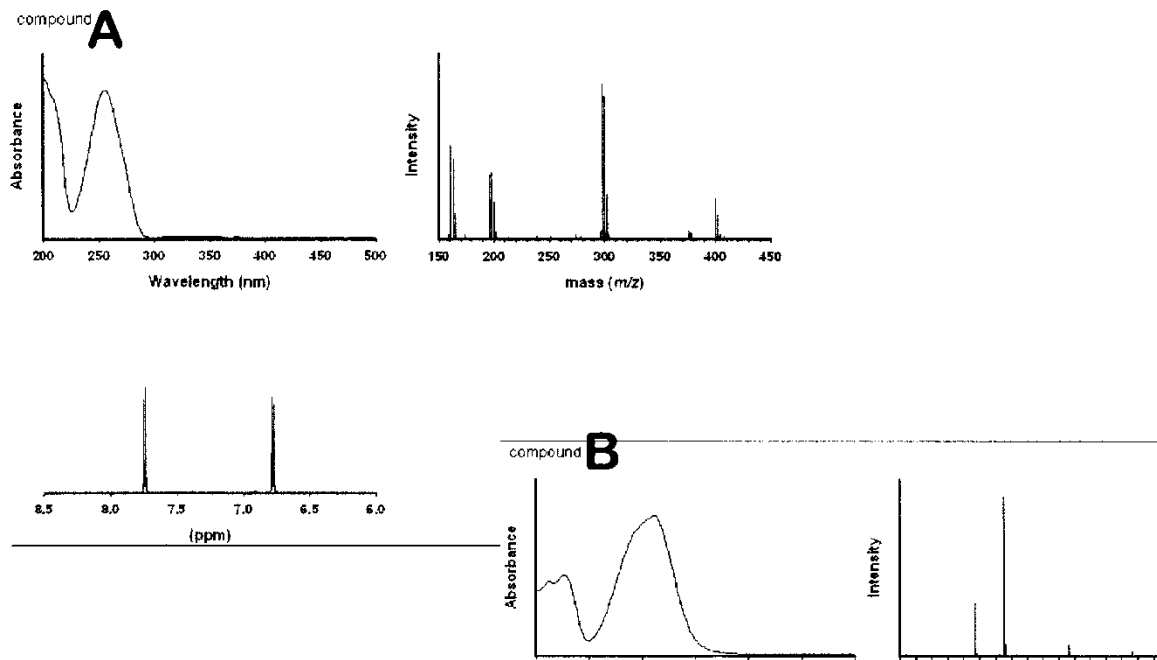 compound A
Absorbance
200 250 300 350 400 450 500
Wavelength (nm)
Intensity
150 200 250 300 350 400 450
mass (m/z)
8.5 8.0 7.5 7.0 6.5 6.0
(ppm)
compound B
Absorbance
Intensity